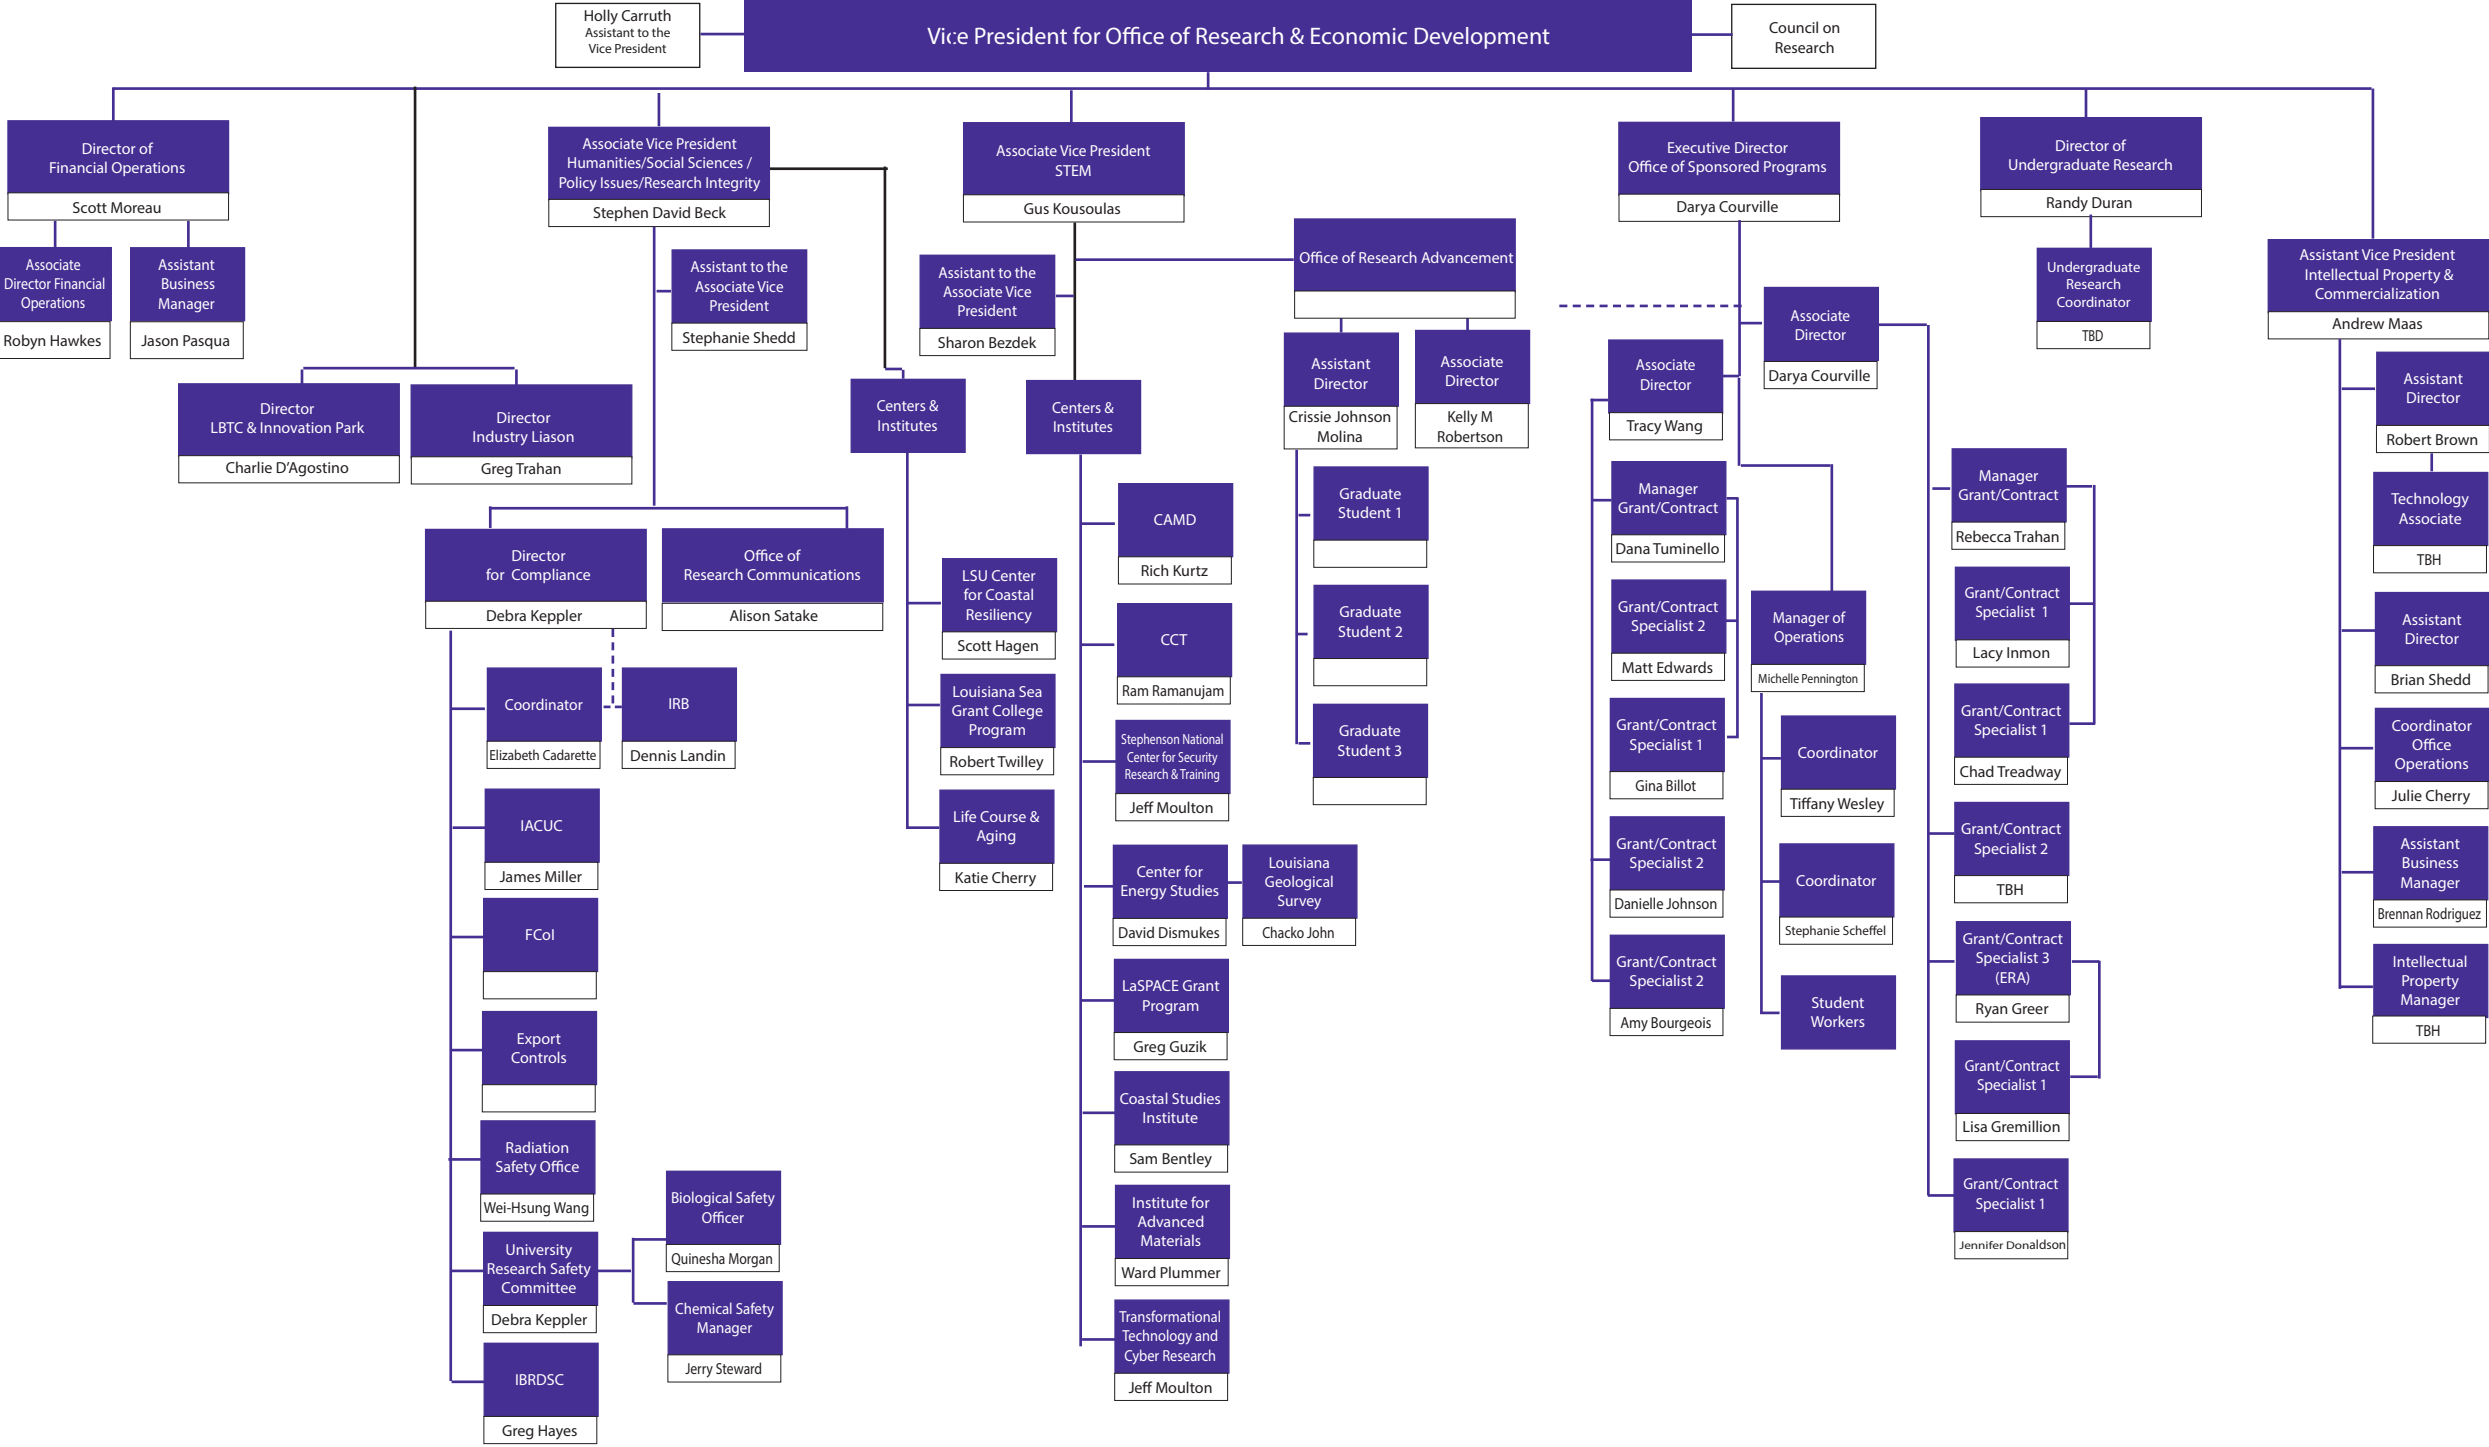 Holly Carruth
Assistant to the
Vice President
Vice President for Office of Research & Economic Development
Council on
Research
Director of
Financial Operations
Scott Moreau
Associate
Director Financial
Operations
Robyn Hawkes
Assistant
Business
Manager
Jason Pasqua
Director
LBTC & Innovation Park
Charlie D'Agostino
Director
Industry Liason
Greg Trahan
Associate Vice President
Humanities/Social Sciences /
Policy Issues/Research Integrity
Stephen David Beck
Assistant to the
Associate Vice
President
Stephanie Shedd
Director
for Compliance
Debra Keppler
Office of
Research Communications
Alison Satake
Coordinator
Elizabeth Cadarette
IRB
Dennis Landin
IACUC
James Miller
FCoI
Export
Controls
Radiation
Safety Office
Wei-Hsung Wang
University
Research Safety
Committee
Debra Keppler
Biological Safety
Officer
Quinesha Morgan
Chemical Safety
Manager
Jerry Steward
IBRDSC
Greg Hayes
Centers &
Institutes
LSU Center
for Coastal
Resiliency
Scott Hagen
Louisiana Sea
Grant College
Program
Robert Twilley
Life Course &
Aging
Katie Cherry
Associate Vice President
STEM
Gus Kousoulas
Assistant to the
Associate Vice
President
Sharon Bezdek
Centers &
Institutes
CAMD
Rich Kurtz
CCT
Ram Ramanujam
Stephenson National
Center for Security
Research & Training
Jeff Moulton
Center for
Energy Studies
David Dismukes
Louisiana
Geological
Survey
Chacko John
LaSPACE Grant
Program
Greg Guzik
Coastal Studies
Institute
Sam Bentley
Institute for
Advanced
Materials
Ward Plummer
Transformational
Technology and
Cyber Research
Jeff Moulton
Office of Research Advancement
Assistant
Director
Crissie Johnson
Molina
Associate
Director
Kelly M
Robertson
Graduate
Student 1
Graduate
Student 2
Graduate
Student 3
Executive Director
Office of Sponsored Programs
Darya Courville
Associate
Director
Tracy Wang
Manager
Grant/Contract
Dana Tuminello
Grant/Contract
Specialist 2
Matt Edwards
Grant/Contract
Specialist 1
Gina Billot
Grant/Contract
Specialist 2
Danielle Johnson
Grant/Contract
Specialist 2
Amy Bourgeois
Associate
Director
Darya Courville
Manager of
Operations
Michelle Pennington
Coordinator
Tiffany Wesley
Coordinator
Stephanie Scheffel
Student
Workers
Manager
Grant/Contract
Rebecca Trahan
Grant/Contract
Specialist 1
Lacy Inmon
Grant/Contract
Specialist 1
Chad Treadway
Grant/Contract
Specialist 2
TBH
Grant/Contract
Specialist 3
(ERA)
Ryan Greer
Grant/Contract
Specialist 1
Lisa Gremillion
Grant/Contract
Specialist 1
Jennifer Donaldson
Director of
Undergraduate Research
Randy Duran
Undergraduate
Research
Coordinator
TBD
Assistant Vice President
Intellectual Property &
Commercialization
Andrew Maas
Assistant
Director
Robert Brown
Technology
Associate
TBH
Assistant
Director
Brian Shedd
Coordinator
Office
Operations
Julie Cherry
Assistant
Business
Manager
Brennan Rodriguez
Intellectual
Property
Manager
TBH